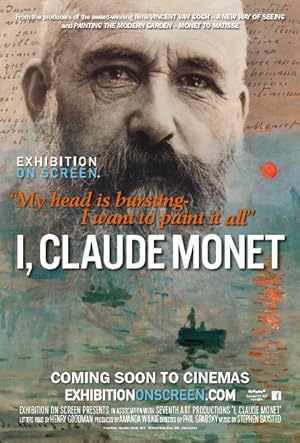 From the producers of the award-winning films VINCENT VAN GOGH – A NEW WAY OF SEEING
and PAINTING THE MODERN GARDEN – MONET TO MATISSE
EXHIBITION
ON SCREEN.
"My head is bursting-
I want to paint it all"
I, CLAUDE MONET
COMING SOON TO CINEMAS
EXHIBITIONONSCREEN.COM
EXHIBITION ON SCREEN PRESENTS IN ASSOCIATION WITH SEVENTH ART PRODUCTIONS "I, CLAUDE MONET"
LETTERS READ BY HENRY GOODMAN PRODUCED BY AMANDA WILKIE DIRECTED BY PHIL GRABSKY MUSIC BY STEPHEN BAYSTED